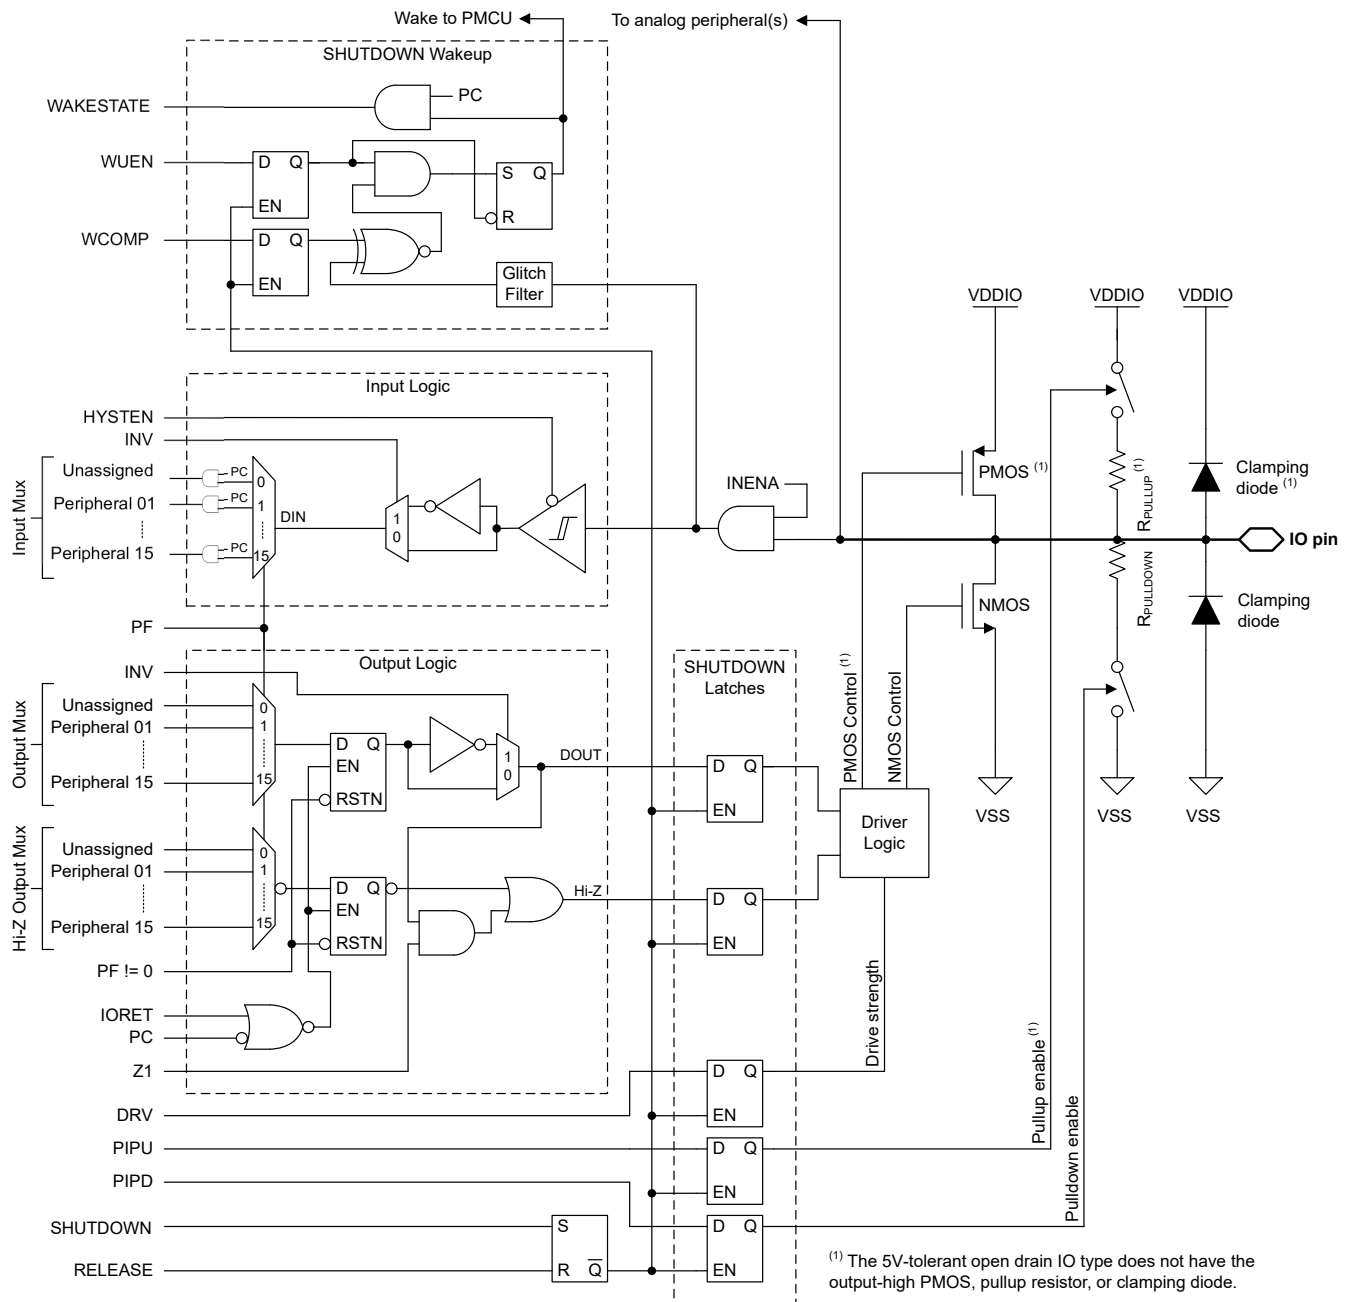 Wake to PMCU
To analog peripheral(s)
SHUTDOWN Wakeup
WAKESTATE
PC
WUEN
D Q
EN
S Q
R
WCOMP
D Q
EN
Glitch
Filter
VDDIO
VDDIO
VDDIO
Input Logic
HYSTEN
INV
Input Mux
Unassigned
PC
0
Peripheral 01
PC
1
Peripheral 15
PC
15
DIN
1
0
INENA
PMOS (1)
RPULLUP (1)
Clamping
diode (1)
IO pin
RPULLDOWN
NMOS
Clamping
diode
PF
INV
Output Logic
SHUTDOWN
Latches
PMOS Control (1)
NMOS Control
Output Mux
Unassigned
0
Peripheral 01
1
Peripheral 15
15
D Q
EN
RSTN
1
0
DOUT
D Q
EN
Driver
Logic
VSS
VSS
VSS
Hi-Z Output Mux
Unassigned
0
Peripheral 01
1
Peripheral 15
15
D Q
EN
RSTN
Hi-Z
D Q
EN
PF != 0
IORET
PC
Z1
Drive strength
D Q
EN
DRV
PIPU
D Q
EN
Pullup enable (1)
PIPD
Pulldown enable
SHUTDOWN
S
D Q
RELEASE
R Q
EN
(1) The 5V-tolerant open drain IO type does not have the
output-high PMOS, pullup resistor, or clamping diode.